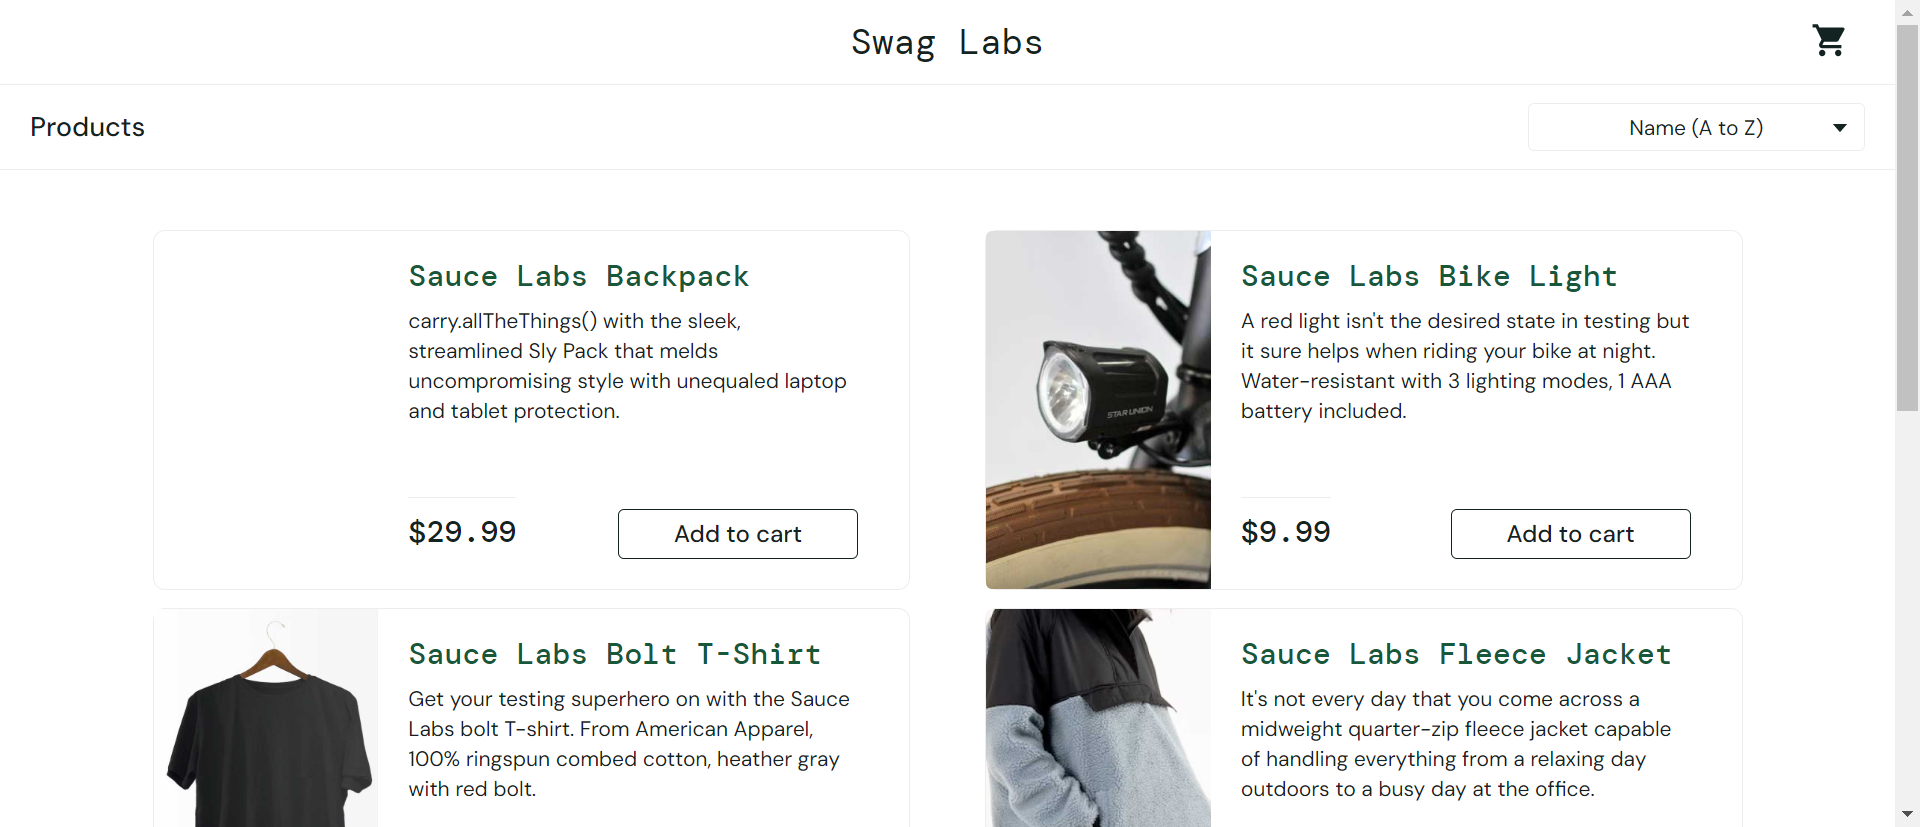 Swag Labs
Products
Name (A to Z)
Sauce Labs Backpack
carry.allTheThings() with the sleek,
streamlined Sly Pack that melds
uncompromising style with unequaled laptop
and tablet protection.
$29.99
Add to cart
STAR UNION
Sauce Labs Bike Light
A red light isn't the desired state in testing but
it sure helps when riding your bike at night.
Water-resistant with 3 lighting modes, 1 AAA
battery included.
$9.99
Add to cart
Sauce Labs Bolt T-Shirt
Get your testing superhero on with the Sauce
Labs bolt T-shirt. From American Apparel,
100% ringspun combed cotton, heather gray
with red bolt.
Sauce Labs Fleece Jacket
It's not every day that you come across a
midweight quarter-zip fleece jacket capable
of handling everything from a relaxing day
outdoors to a busy day at the office.